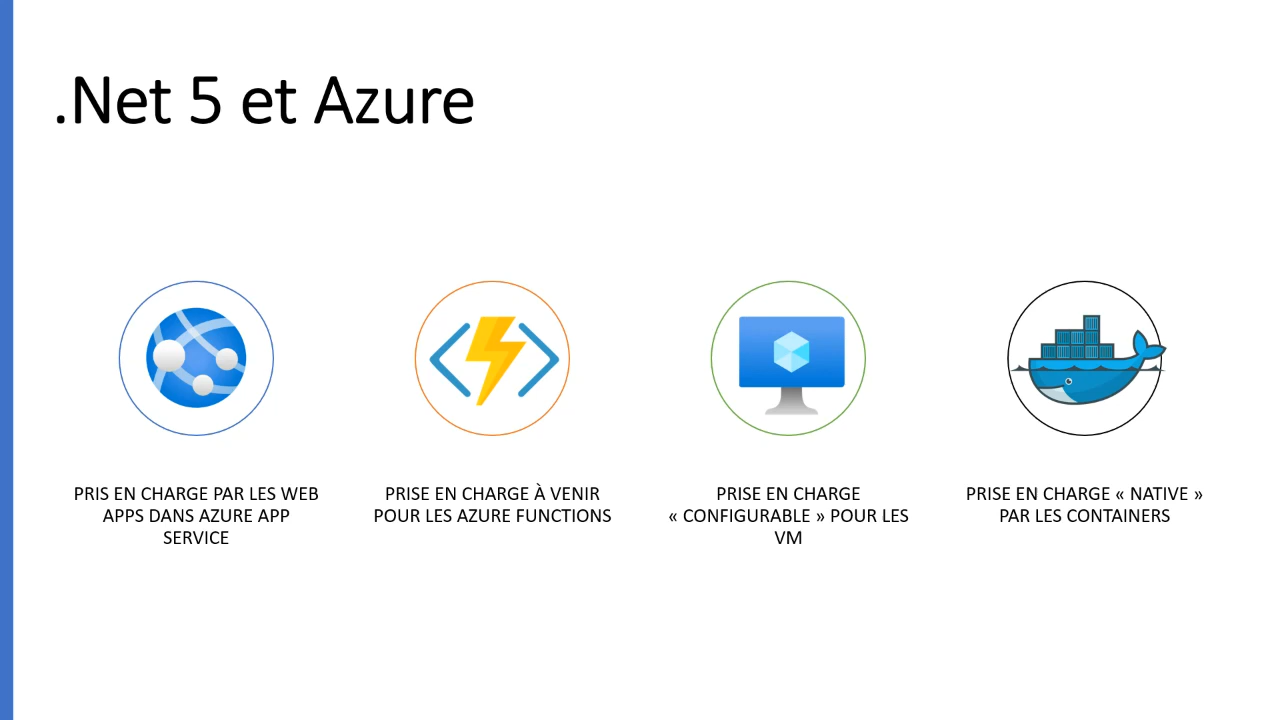 .Net 5 et Azure
PRIS EN CHARGE PAR LES WEB
APPS DANS AZURE APP
SERVICE
PRISE EN CHARGE À VENIR
POUR LES AZURE FUNCTIONS
PRISE EN CHARGE
« CONFIGURABLE » POUR LES
VM
PRISE EN CHARGE « NATIVE »
PAR LES CONTAINERS